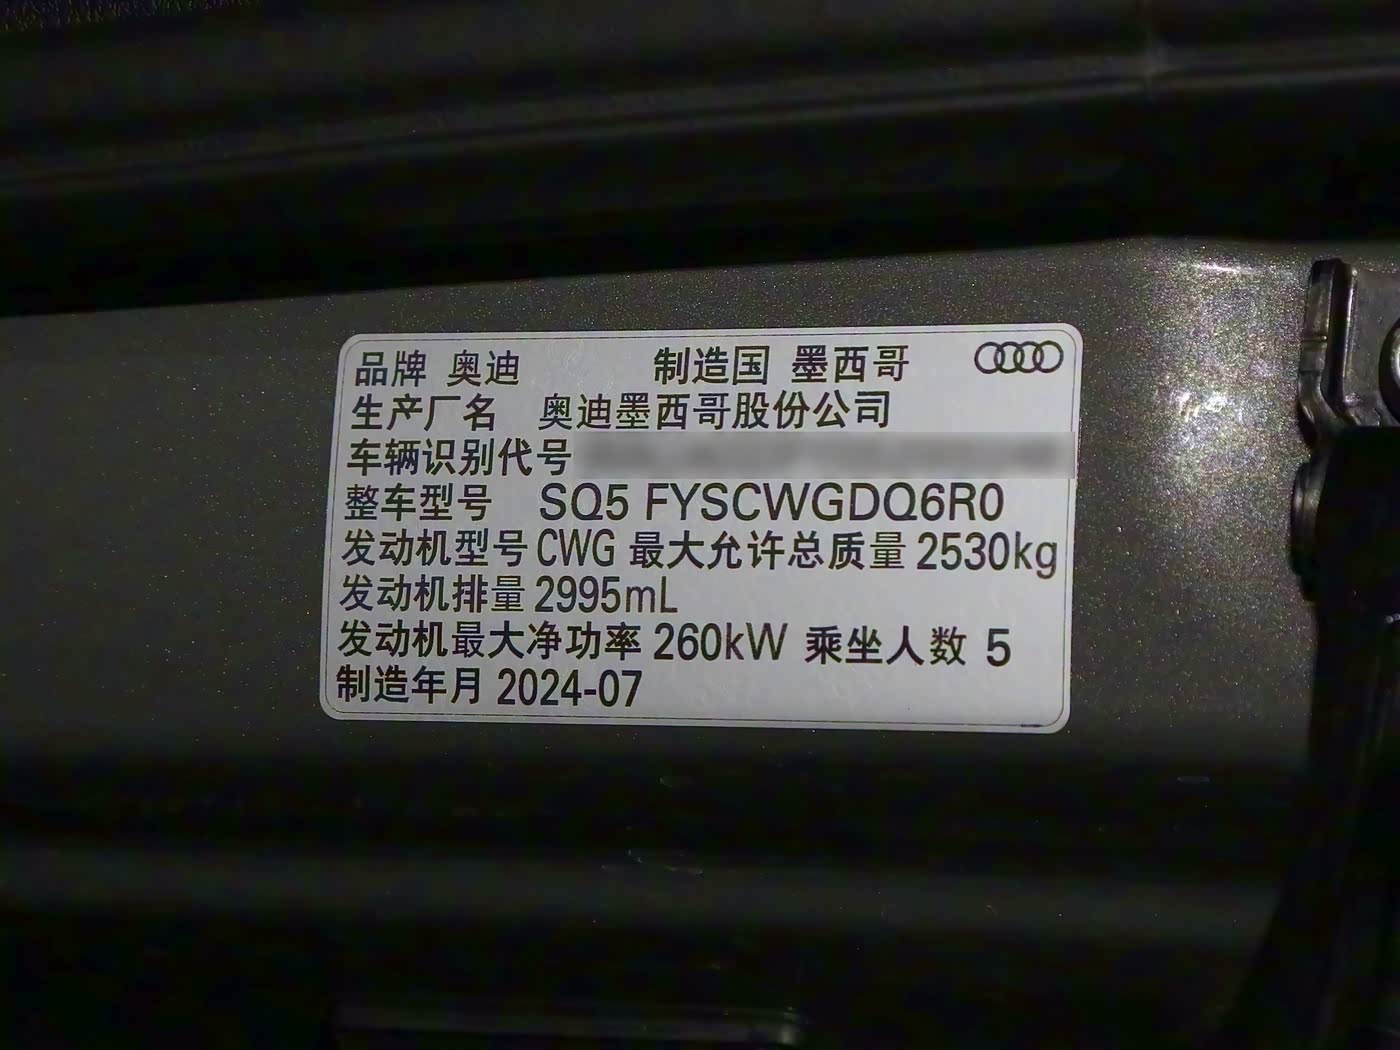 品牌 奥迪 制造国 墨西哥
生产厂名 奥迪墨西哥股份公司
车辆识别代号
整车型号 SQ5 FYSCWGDQ6R0
发动机型号 CWG 最大允许总质量 2530kg
发动机排量 2995mL
发动机最大净功率 260kW 乘坐人数 5
制造年月 2024-07